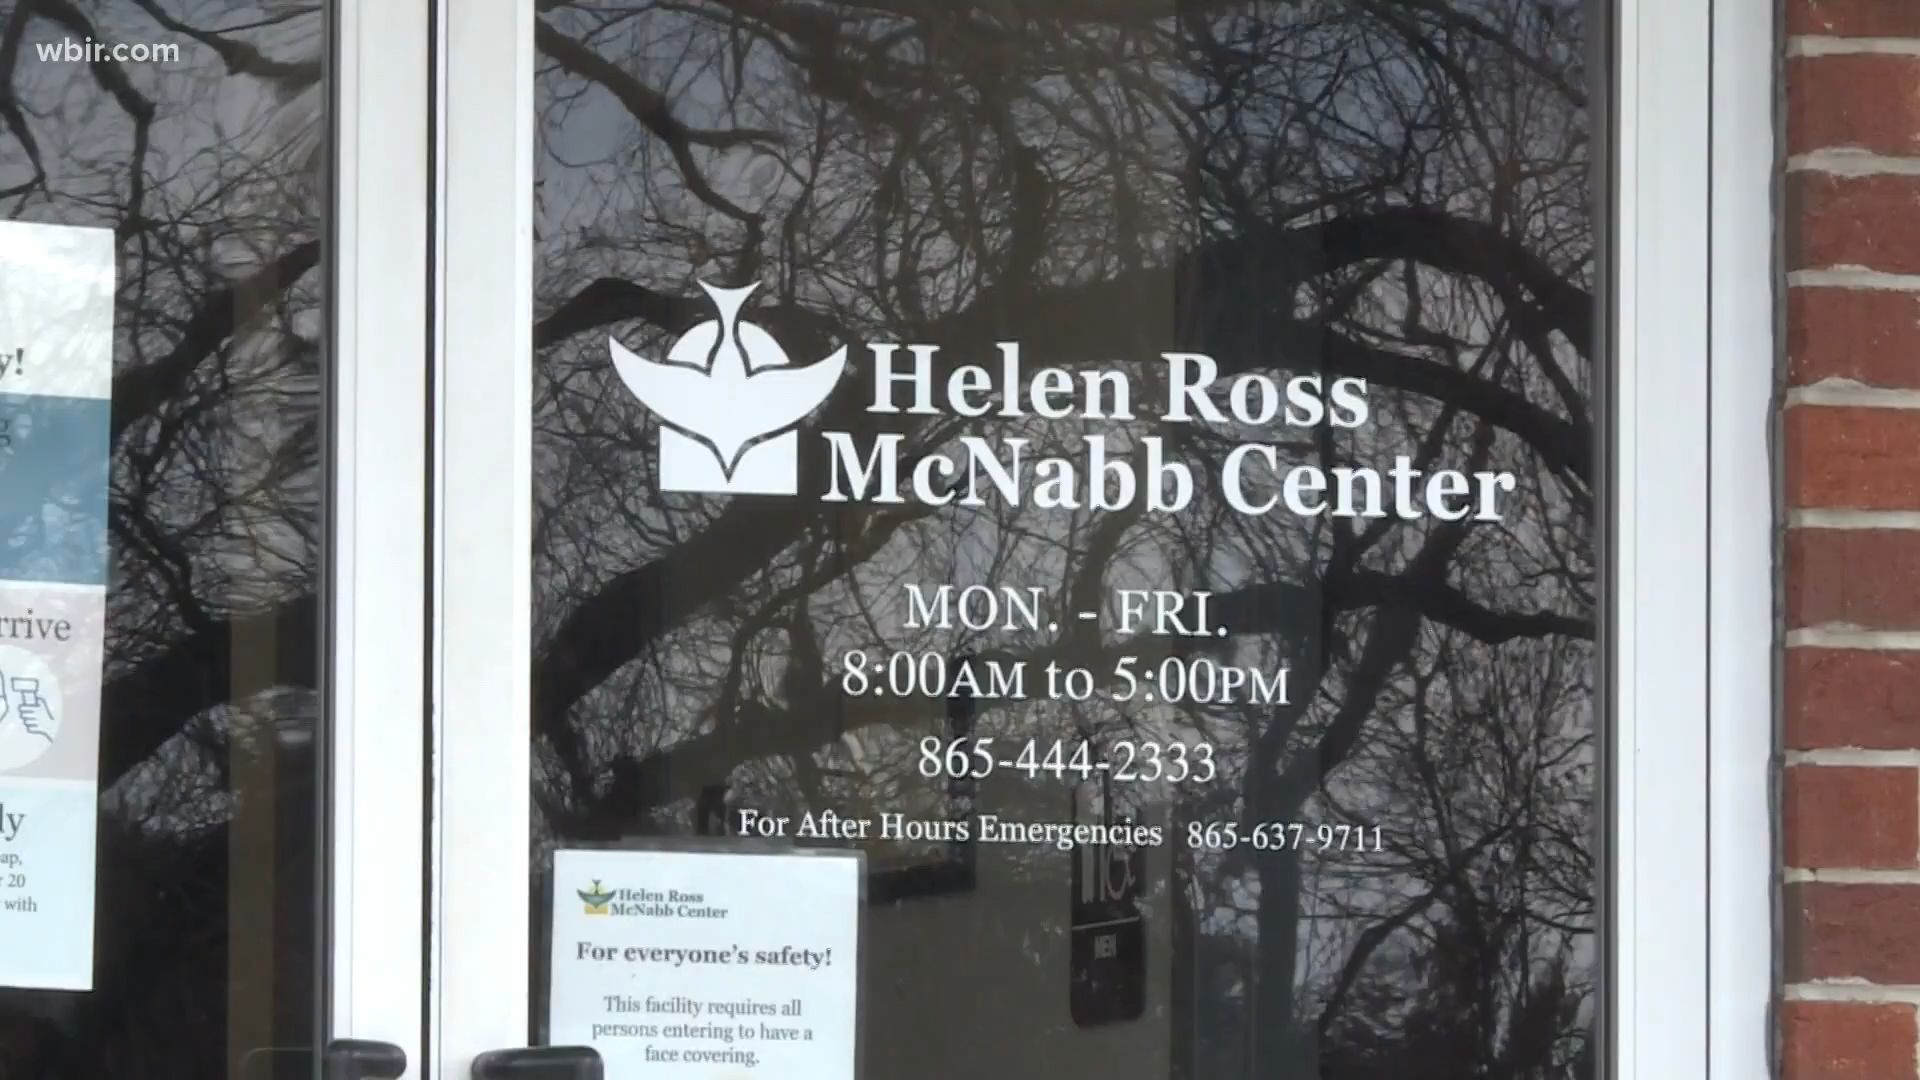 wbir.com
y!
g
rrive
ly
ap,
r 20
with
Helen Ross
McNabb Center
MON. - FRI.
8:00AM to 5:00PM
865-444-2333
For After Hours Emergencies 865-637-9711
MEN
Helen Ross
McNabb Center
For everyone's safety!
This facility requires all
persons entering to have a
face covering.